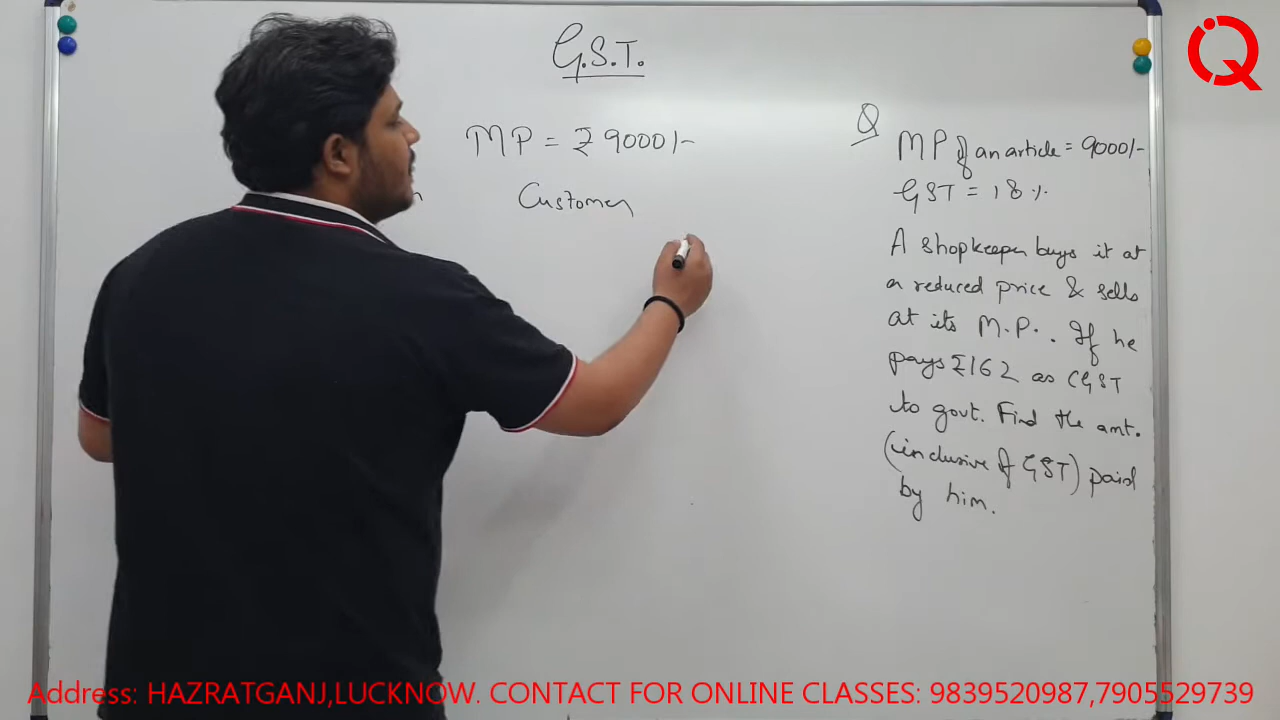 G.S.T.
MP = ₹ 9000/-
Customer
Q
MP of an article = 9000/-
GST = 18 %
A shopkeeper buys it at
a reduced price & sells
at its M.P. . If he
pays ₹162 as CGST
to govt. Find the amt.
(inclusive of GST) paid
by him.
IQ
Address: HAZRATGANJ,LUCKNOW. CONTACT FOR ONLINE CLASSES: 9839520987,7905529739